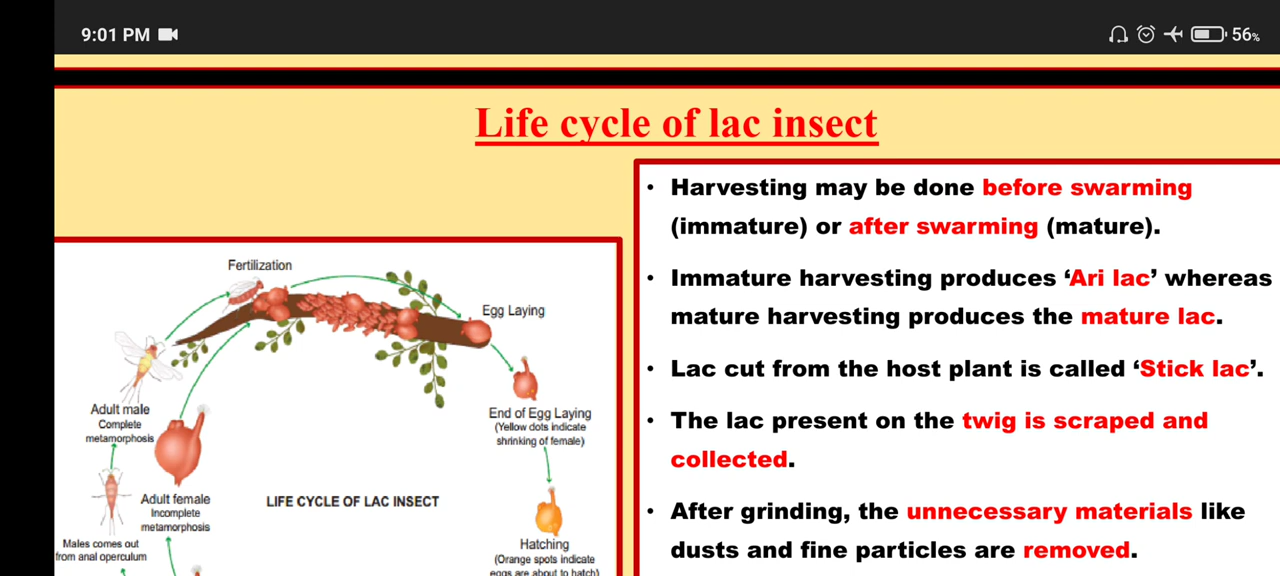 9:01 PM
56%
Life cycle of lac insect
• Harvesting may be done before swarming
(immature) or after swarming (mature).
• Immature harvesting produces ‘Ari lac’ whereas
mature harvesting produces the mature lac.
• Lac cut from the host plant is called ‘Stick lac’.
• The lac present on the twig is scraped and
collected.
• After grinding, the unnecessary materials like
dusts and fine particles are removed.
Fertilization
Egg Laying
End of Egg Laying
(Yellow dots indicate
shrinking of female)
Hatching
(Orange spots indicate
eggs are about to hatch)
Adult male
Complete
metamorphosis
Adult female
Incomplete
metamorphosis
Males comes out
from anal operculum
LIFE CYCLE OF LAC INSECT